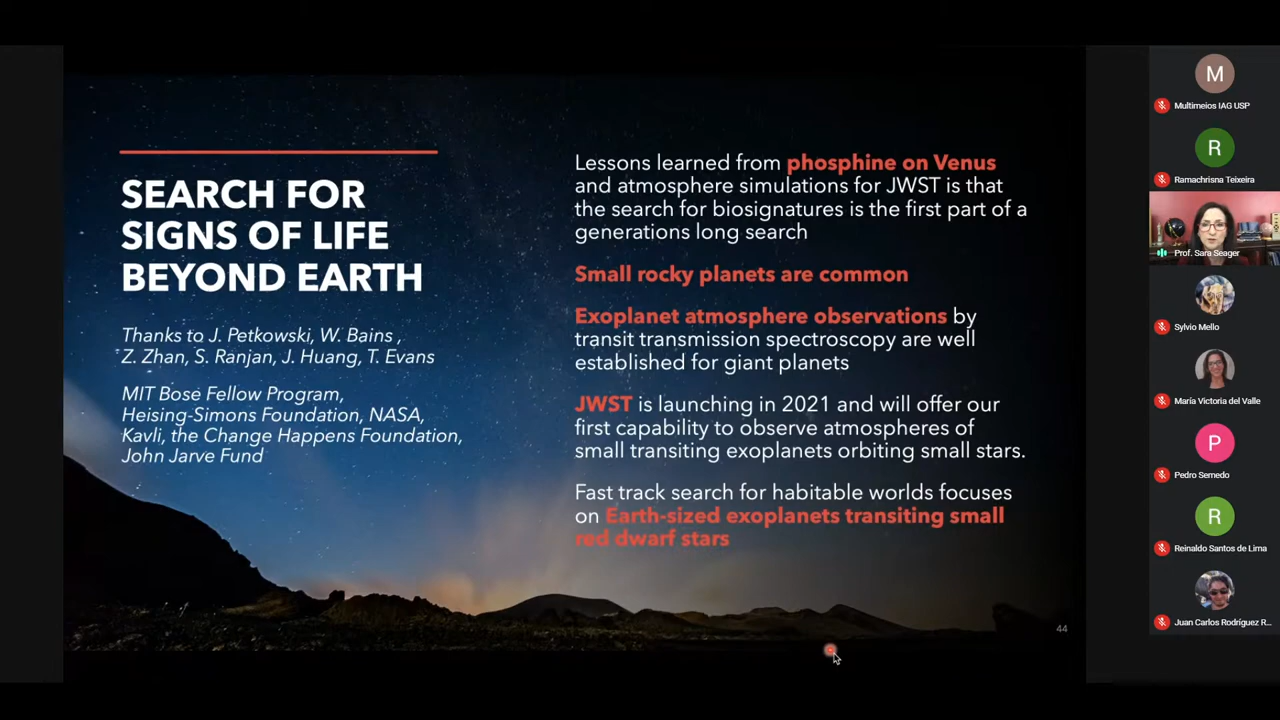 SEARCH FOR
SIGNS OF LIFE
BEYOND EARTH
Thanks to J. Petkowski, W. Bains ,
Z. Zhan, S. Ranjan, J. Huang, T. Evans
MIT Bose Fellow Program,
Heising-Simons Foundation, NASA,
Kavli, the Change Happens Foundation,
John Jarve Fund
Lessons learned from phosphine on Venus
and atmosphere simulations for JWST is that
the search for biosignatures is the first part of a
generations long search
Small rocky planets are common
Exoplanet atmosphere observations by
transit transmission spectroscopy are well
established for giant planets
JWST is launching in 2021 and will offer our
first capability to observe atmospheres of
small transiting exoplanets orbiting small stars.
Fast track search for habitable worlds focuses
on Earth-sized exoplanets transiting small
red dwarf stars
44
M
Multimeios IAG USP
R
Ramachrisna Teixeira
Prof. Sara Seager
Sylvio Mello
María Victoria del Valle
P
Pedro Semedo
R
Reinaldo Santos de Lima
Juan Carlos Rodríguez R...